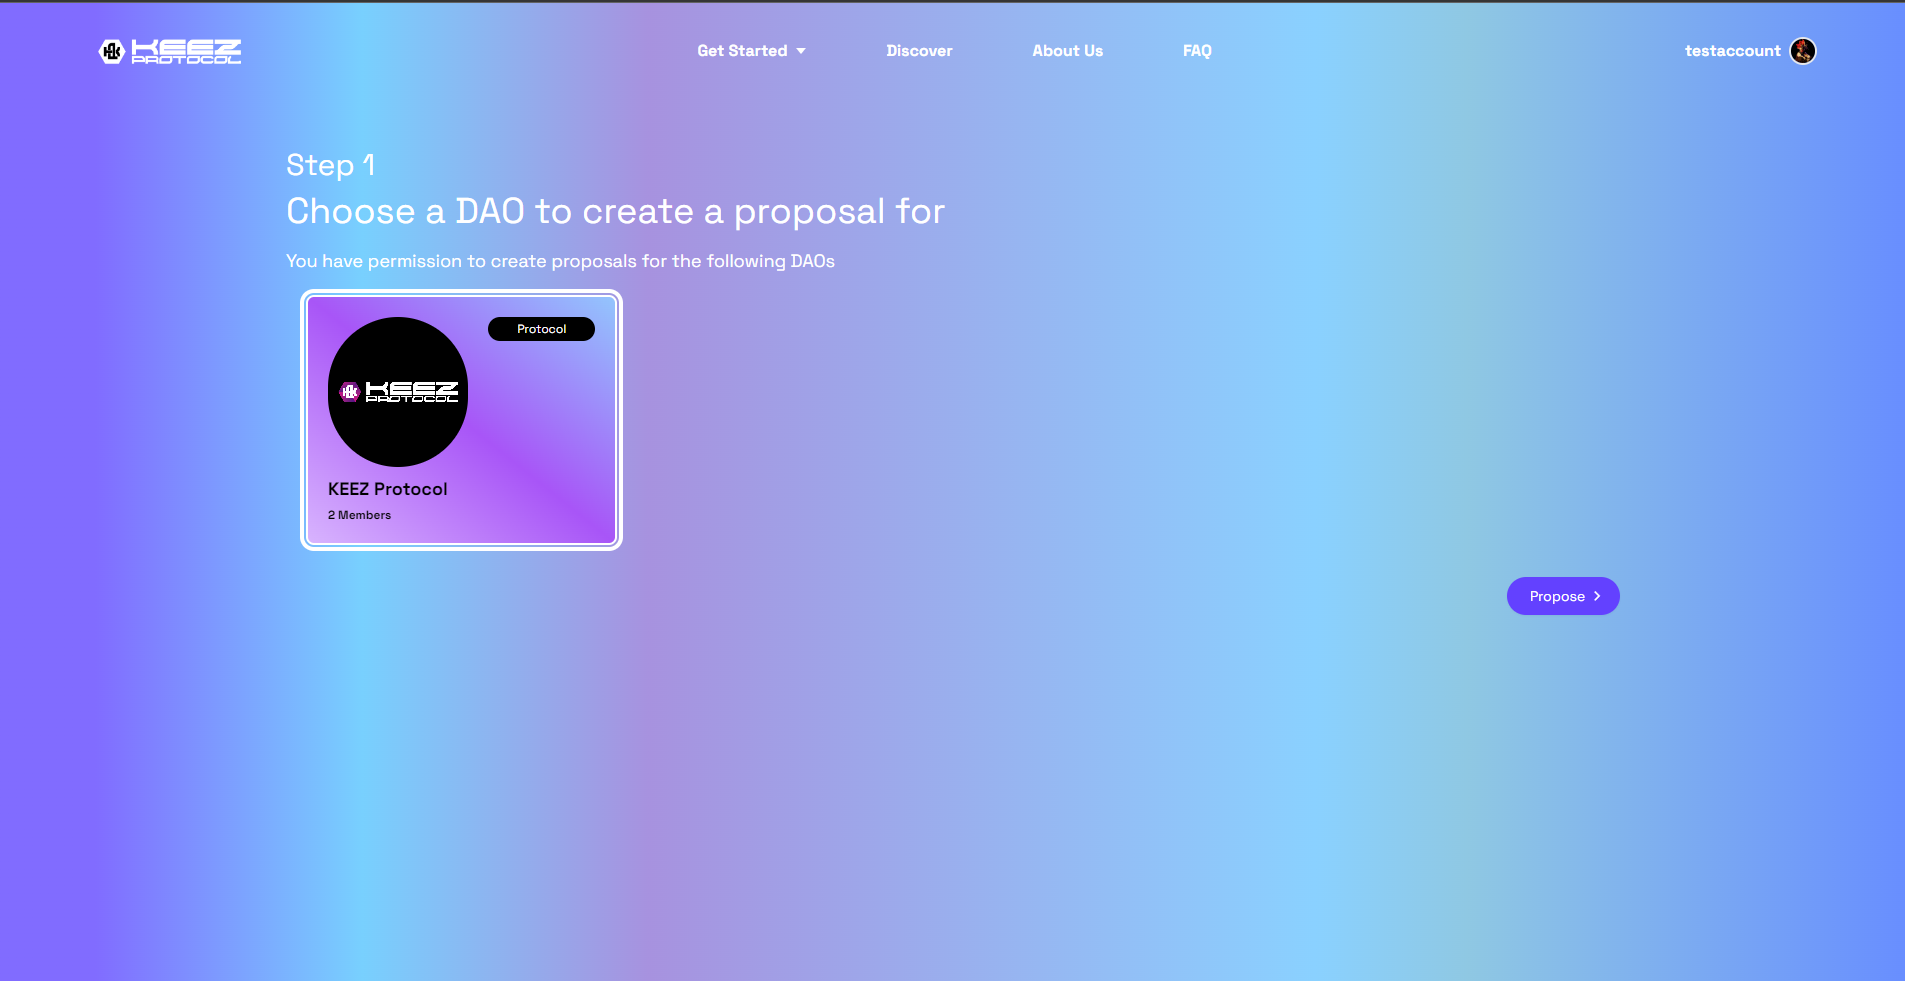 KEEZ
PROTOCOL
Get Started
Discover
About Us
FAQ
testaccount
Step 1
Choose a DAO to create a proposal for
You have permission to create proposals for the following DAOs
Protocol
KEEZ
PROTOCOL
KEEZ Protocol
2 Members
Propose